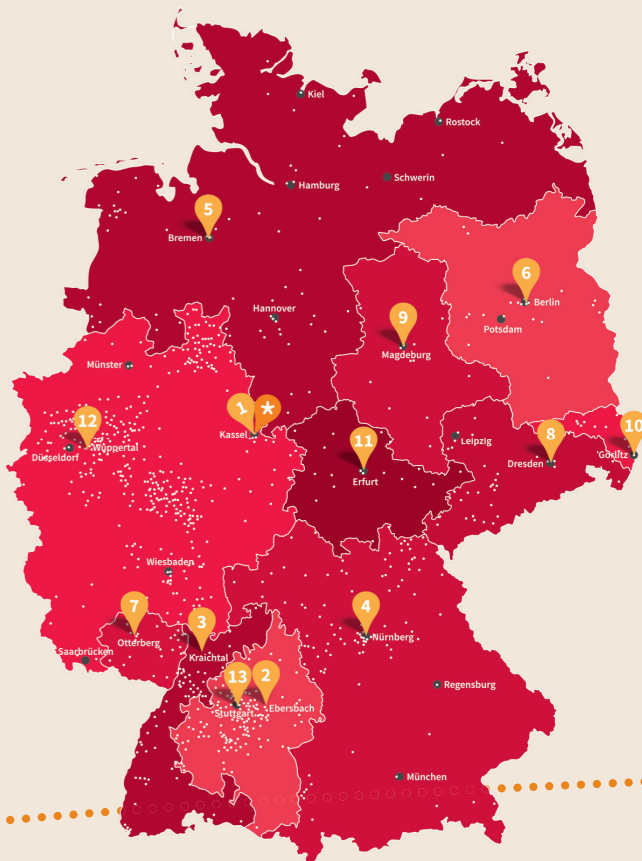 Kiel
Rostock
Schwerin
Hamburg
5
Bremen
6
Berlin
Hannover
9
Potsdam
Magdeburg
Münster
1 *
12
Kassel
11
8
10
Düsseldorf
Wuppertal
Leipzig
Görlitz
Dresden
Erfurt
Wiesbaden
7
4
3
Otterberg
Nürnberg
Saarbrücken
Kraichtal
13
2
Regensburg
Stuttgart
Ebersbach
München